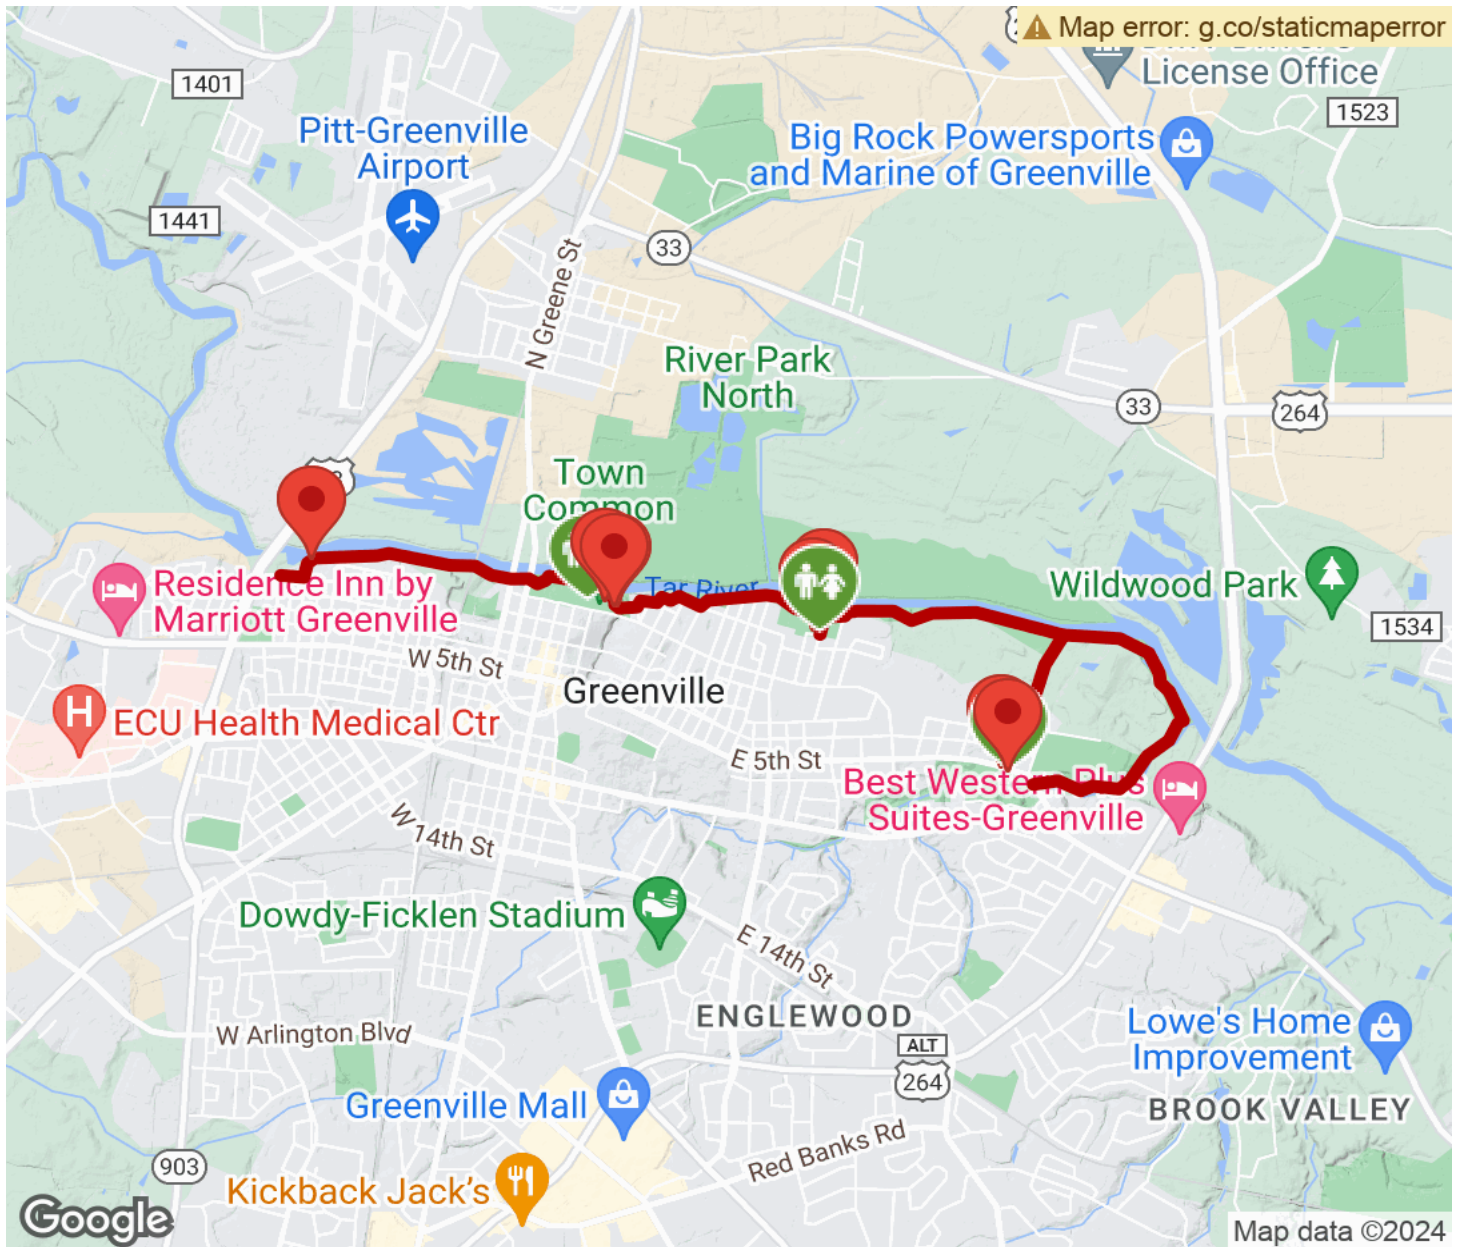 Map error: g.co/staticmaperror
License Office
1401
1523
Pitt-Greenville
Airport
Big Rock Powersports
and Marine of Greenville
1441
33
N Greene St
River Park
North
33
264
Town
Common
Tar River
Wildwood Park
Residence Inn by
Marriott Greenville
1534
W 5th St
Greenville
H
ECU Health Medical Ctr
E 5th St
Best Western Plus
Suites-Greenville
W 14th St
Dowdy-Ficklen Stadium
E 14th St
ENGLEWOOD
Lowe's Home
Improvement
W Arlington Blvd
ALT
264
Greenville Mall
BROOK VALLEY
Red Banks Rd
903
Kickback Jack's
Google
Map data ©2024